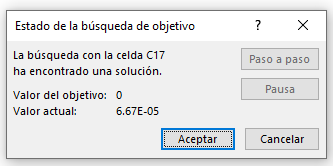 Estado de la búsqueda de objetivo
?
×
La búsqueda con la celda C17
ha encontrado una solución.
Paso a paso
Pausa
Valor del objetivo: 0
Valor actual: 6.67E-05
Aceptar
Cancelar